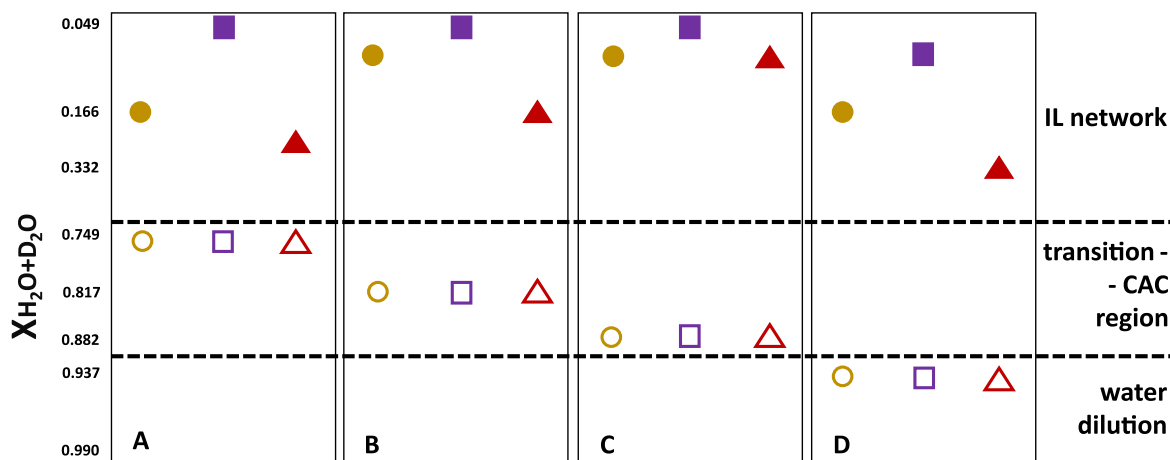 0.049
0.166
0.332
0.749
0.817
0.882
0.937
0.990
XH₂O+D₂O
A
B
C
D
IL network
transition -
- CAC
region
water
dilution